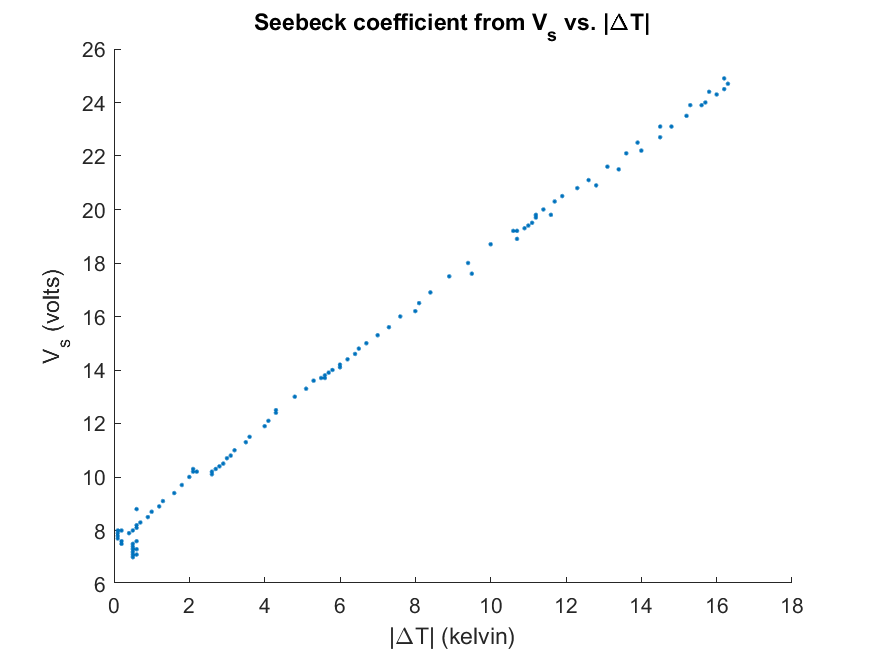 Seebeck coefficient from Vs vs. |ΔT|
26
24
22
20
18
16
14
12
10
8
6
Vs (volts)
0 2 4 6 8 10 12 14 16 18
|ΔT| (kelvin)